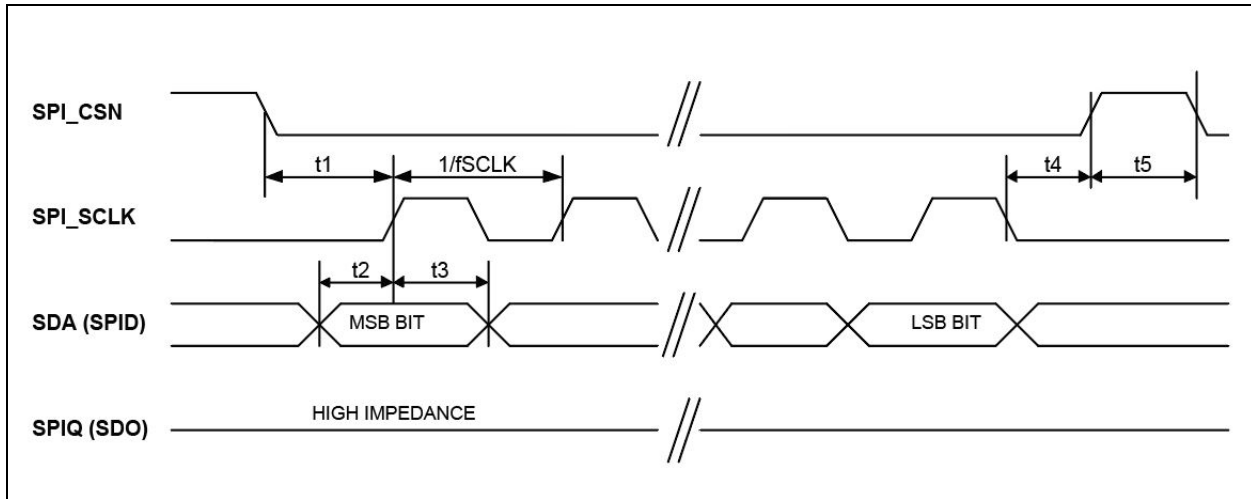 SPI_CSN
t1
1/fSCLK
t4
t5
SPI_SCLK
t2
t3
SDA (SPID)
MSB BIT
LSB BIT
HIGH IMPEDANCE
SPIQ (SDO)